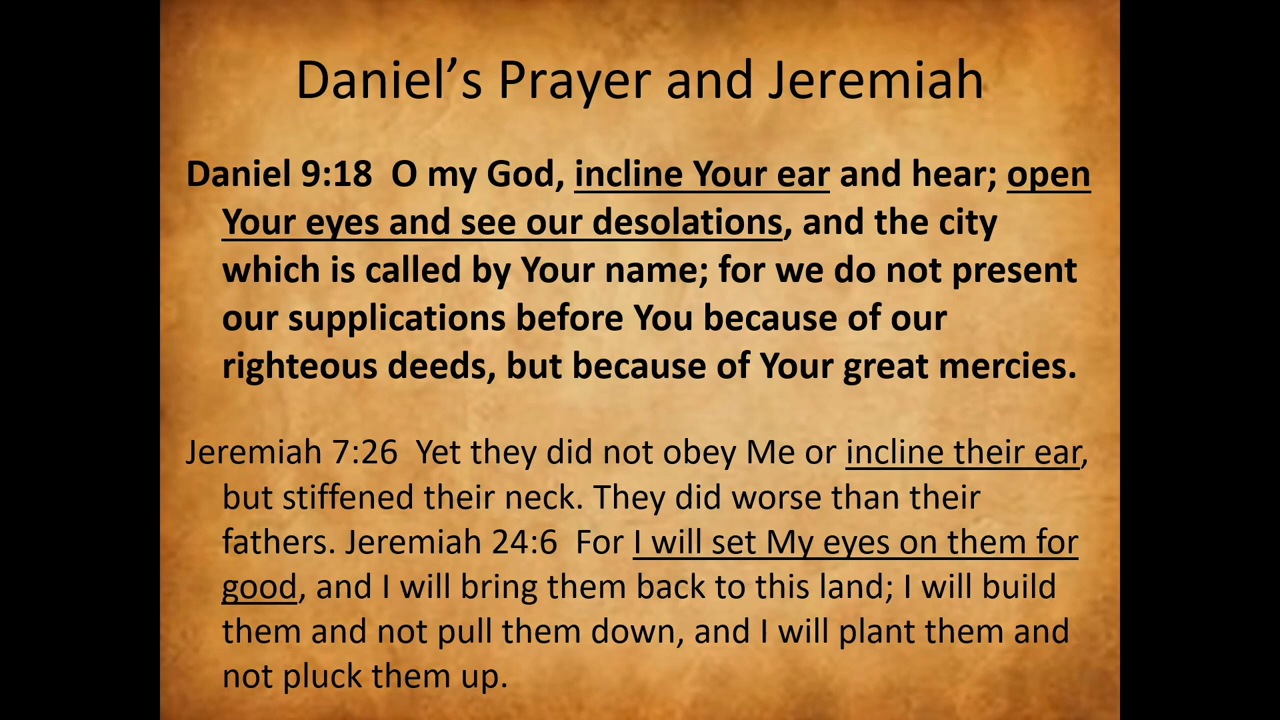 Daniel’s Prayer and Jeremiah
Daniel 9:18  O my God, incline Your ear and hear; open
Your eyes and see our desolations, and the city
which is called by Your name; for we do not present
our supplications before You because of our
righteous deeds, but because of Your great mercies.
Jeremiah 7:26  Yet they did not obey Me or incline their ear,
but stiffened their neck. They did worse than their
fathers. Jeremiah 24:6  For I will set My eyes on them for
good, and I will bring them back to this land; I will build
them and not pull them down, and I will plant them and
not pluck them up.